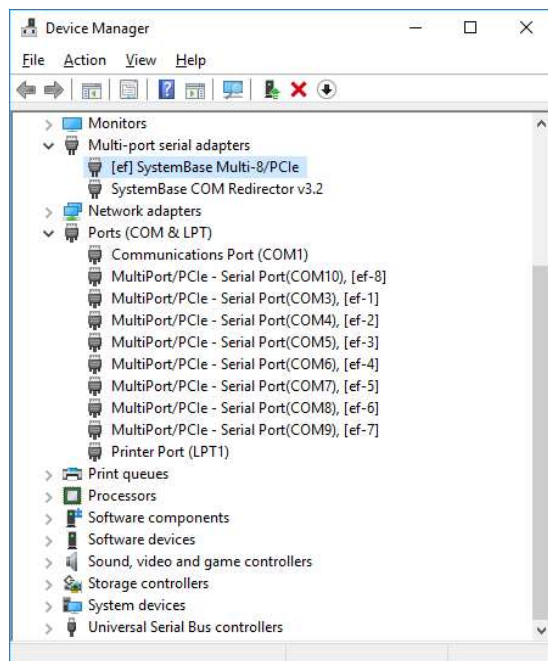 Device Manager
File Action View Help
Monitors
Multi-port serial adapters
[ef] SystemBase Multi-8/PCIe
SystemBase COM Redirector v3.2
Network adapters
Ports (COM & LPT)
Communications Port (COM1)
MultiPort/PCIe - Serial Port(COM10), [ef-8]
MultiPort/PCIe - Serial Port(COM3), [ef-1]
MultiPort/PCIe - Serial Port(COM4), [ef-2]
MultiPort/PCIe - Serial Port(COM5), [ef-3]
MultiPort/PCIe - Serial Port(COM6), [ef-4]
MultiPort/PCIe - Serial Port(COM7), [ef-5]
MultiPort/PCIe - Serial Port(COM8), [ef-6]
MultiPort/PCIe - Serial Port(COM9), [ef-7]
Printer Port (LPT1)
Print queues
Processors
Software components
Software devices
Sound, video and game controllers
Storage controllers
System devices
Universal Serial Bus controllers